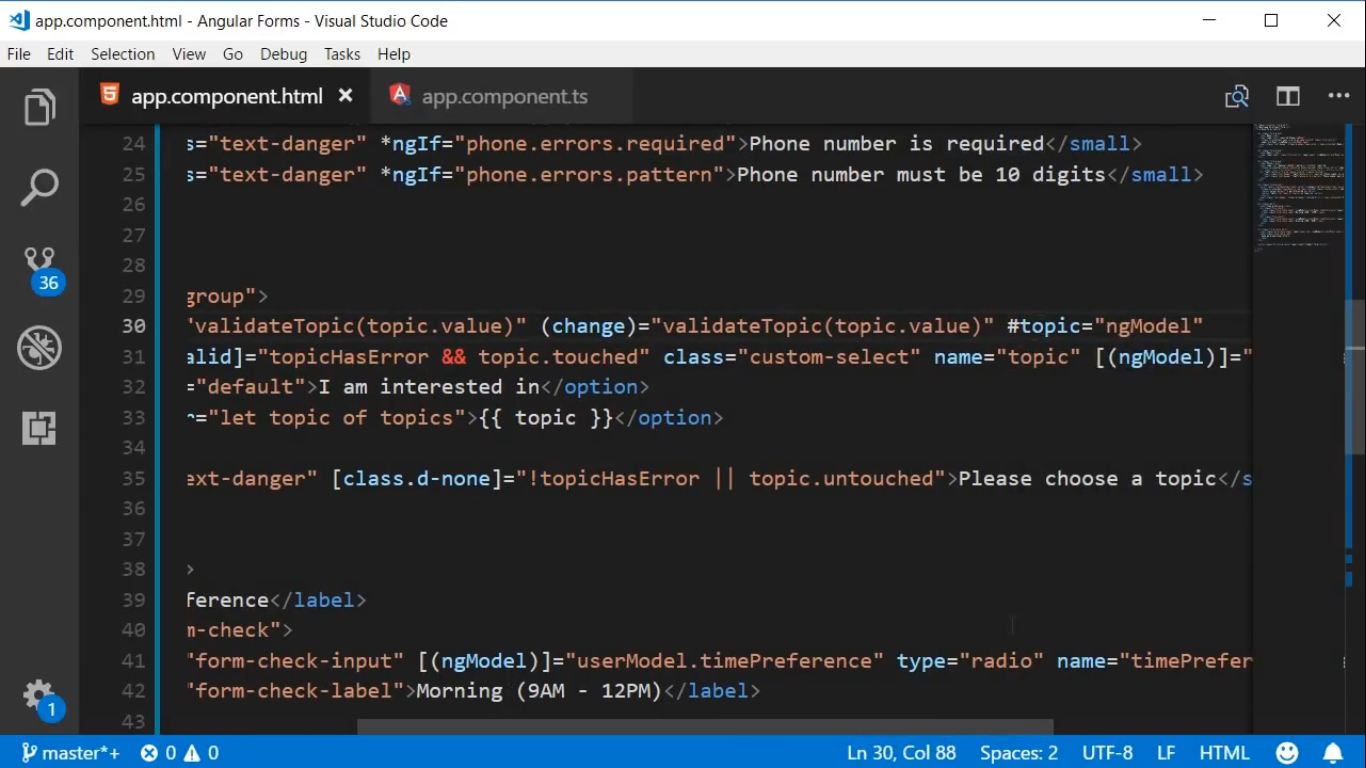 app.component.html - Angular Forms - Visual Studio Code
File Edit Selection View Go Debug Tasks Help
app.component.html app.component.ts
24 s="text-danger" *ngIf="phone.errors.required">Phone number is required</small>
25 s="text-danger" *ngIf="phone.errors.pattern">Phone number must be 10 digits</small>
26
27
28
29 group">
30 "validateTopic(topic.value)" (change)="validateTopic(topic.value)" #topic="ngModel"
31 alid]="topicHasError && topic.touched" class="custom-select" name="topic" [(ngModel)]="
32 ="default">I am interested in</option>
33 r="let topic of topics">{{ topic }}</option>
34
35 ext-danger" [class.d-none]="!topicHasError || topic.untouched">Please choose a topic</s
36
37
38 >
39 ference</label>
40 m-check">
41 "form-check-input" [(ngModel)]="userModel.timePreference" type="radio" name="timePrefer
42 "form-check-label">Morning (9AM - 12PM)</label>
43
36
1
master*+ 0 0 Ln 30, Col 88 Spaces: 2 UTF-8 LF HTML